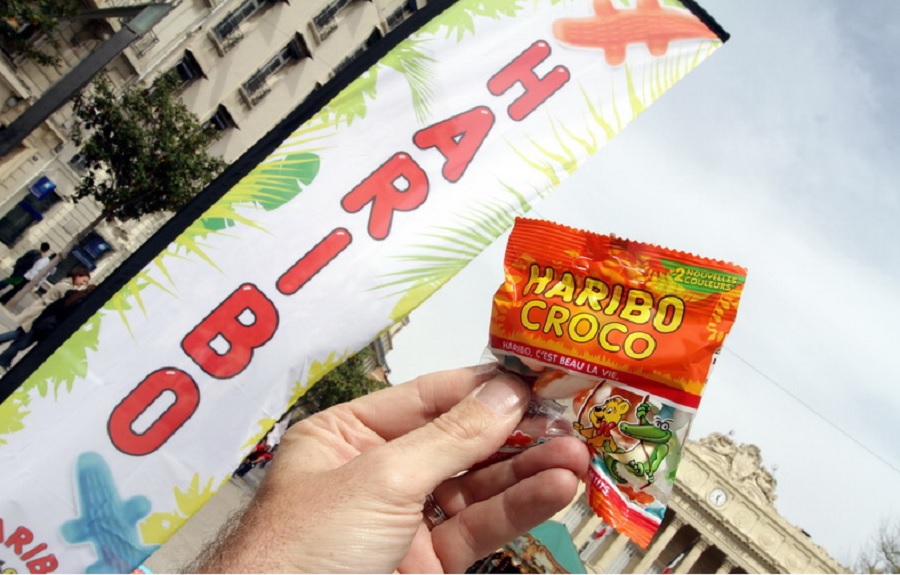 HARIBO
HARIB
HARIBO
CROCO
2 NOUVELLES
COULEURS
HARIBO, C'EST BEAU LA VIE